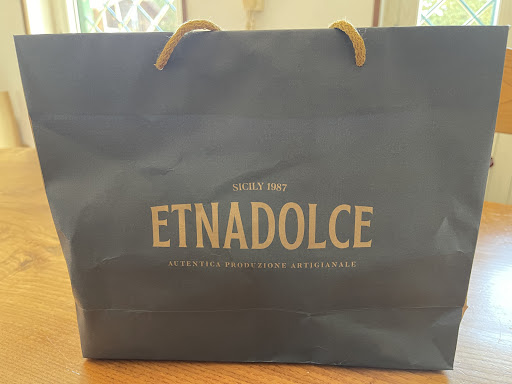 SICILY 1987
ETNADOLCE
AUTENTICA PRODUZIONE ARTIGIANALE